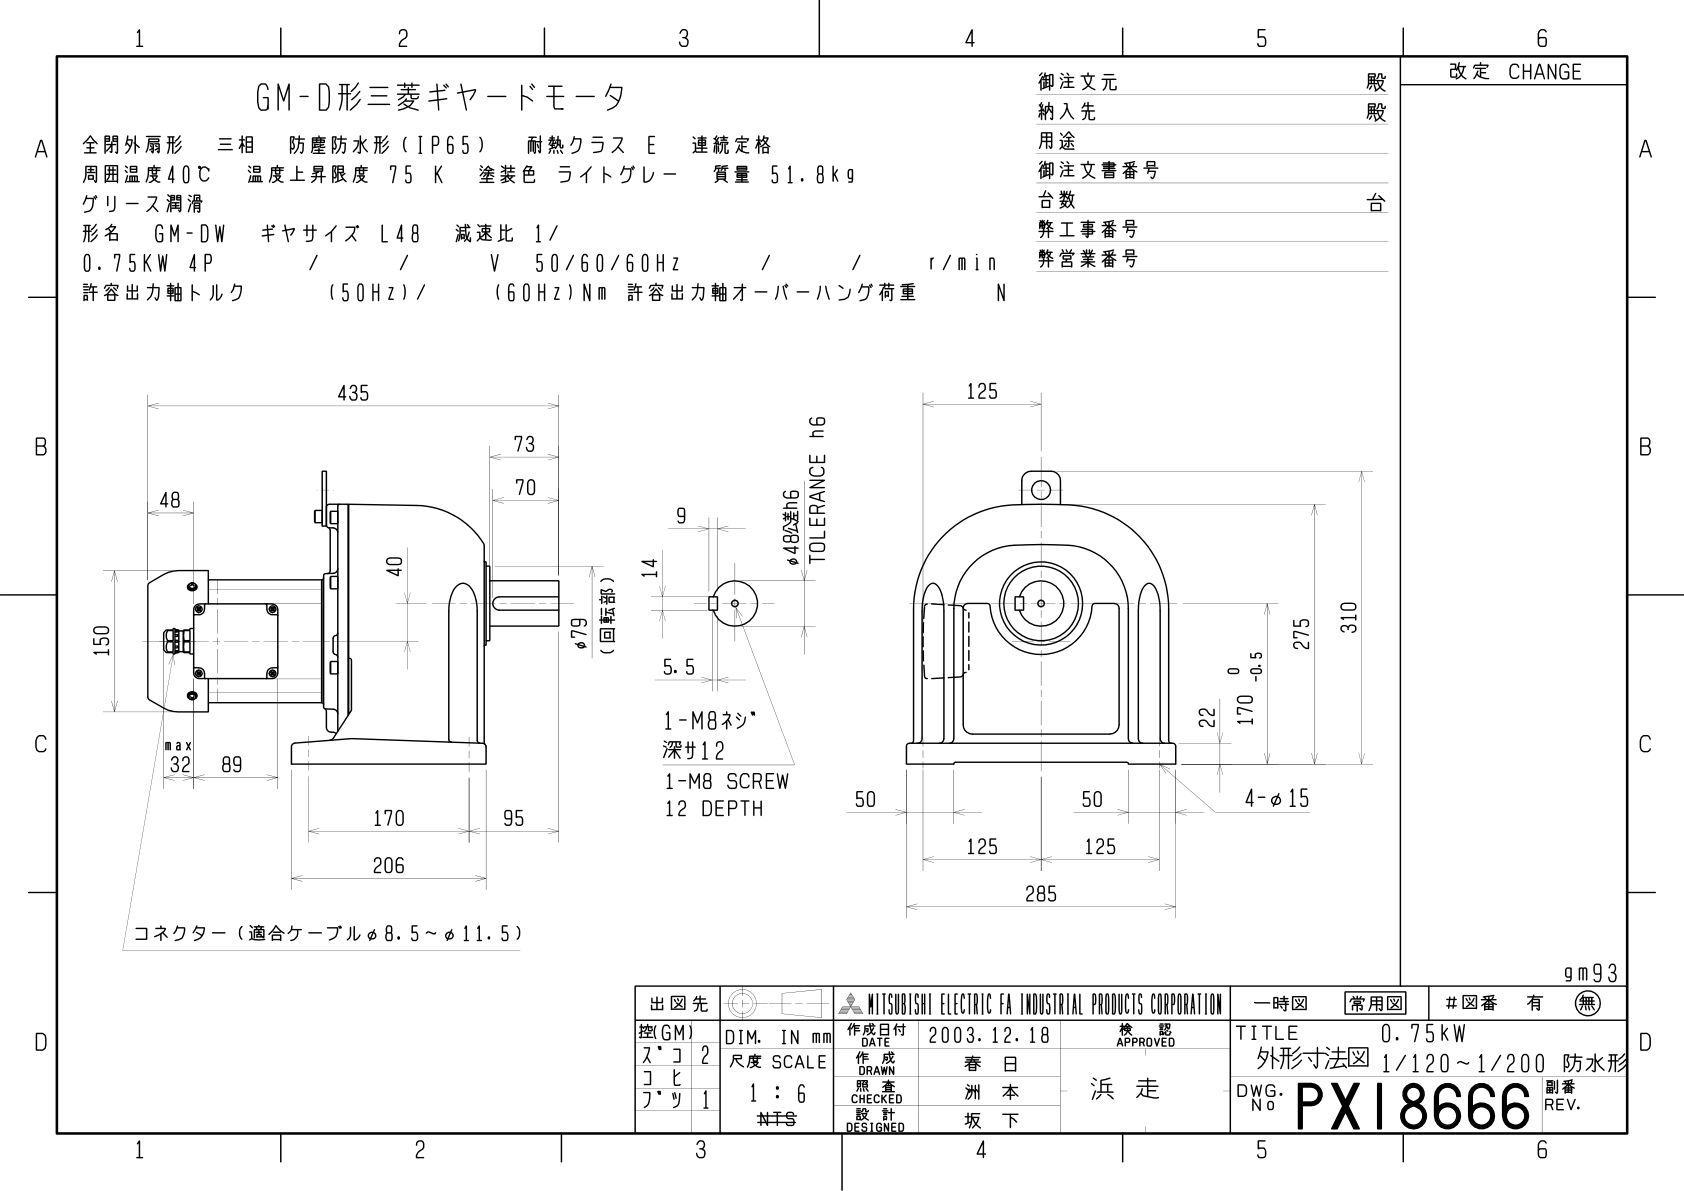 1 2 3 4 5 6
A
B
C
D
A
B
C
D
改定 CHANGE
GM-D形三菱ギヤードモータ
全閉外扇形 三相 防塵防水形(IP65) 耐熱クラス E 連続定格
周囲温度40℃ 温度上昇限度 75 K 塗装色 ライトグレー 質量 51.8kg
グリース潤滑
形名 GM-DW ギヤサイズ L48 減速比 1/
0.75KW 4P / / V 50/60/60Hz / / r/min
許容出力軸トルク (50Hz)/ (60Hz)Nm 許容出力軸オーバーハング荷重 N
御注文元 殿
納入先 殿
用途
御注文書番号
台数 台
弊工事番号
弊営業番号
435
73
70
48
40
150
φ79
(回転部)
max
32
89
170
95
206
コネクター(適合ケーブルφ8.5~φ11.5)
9
14
5.5
φ48公差h6
TOLERANCE h6
1-M8ネジ
深サ12
1-M8 SCREW
12 DEPTH
125
310
275
170 0 -0.5
22
50
50
4-φ15
125
125
285
gm93
出図先
控(GM)
ズコ 2
コヒ
ブツ 1
DIM. IN mm
尺度 SCALE
1 : 6
NTS
MITSUBISHI ELECTRIC FA INDUSTRIAL PRODUCTS CORPORATION
作成日付 DATE 2003.12.18
作成 DRAWN 春日
照査 CHECKED 洲本
設計 DESIGNED 坂下
検認 APPROVED
浜走
一時図 常用図 #図番 有 無
TITLE 0.75kW
外形寸法図 1/120~1/200 防水形
DWG. No PX18666
副番 REV.
1 2 3 4 5 6